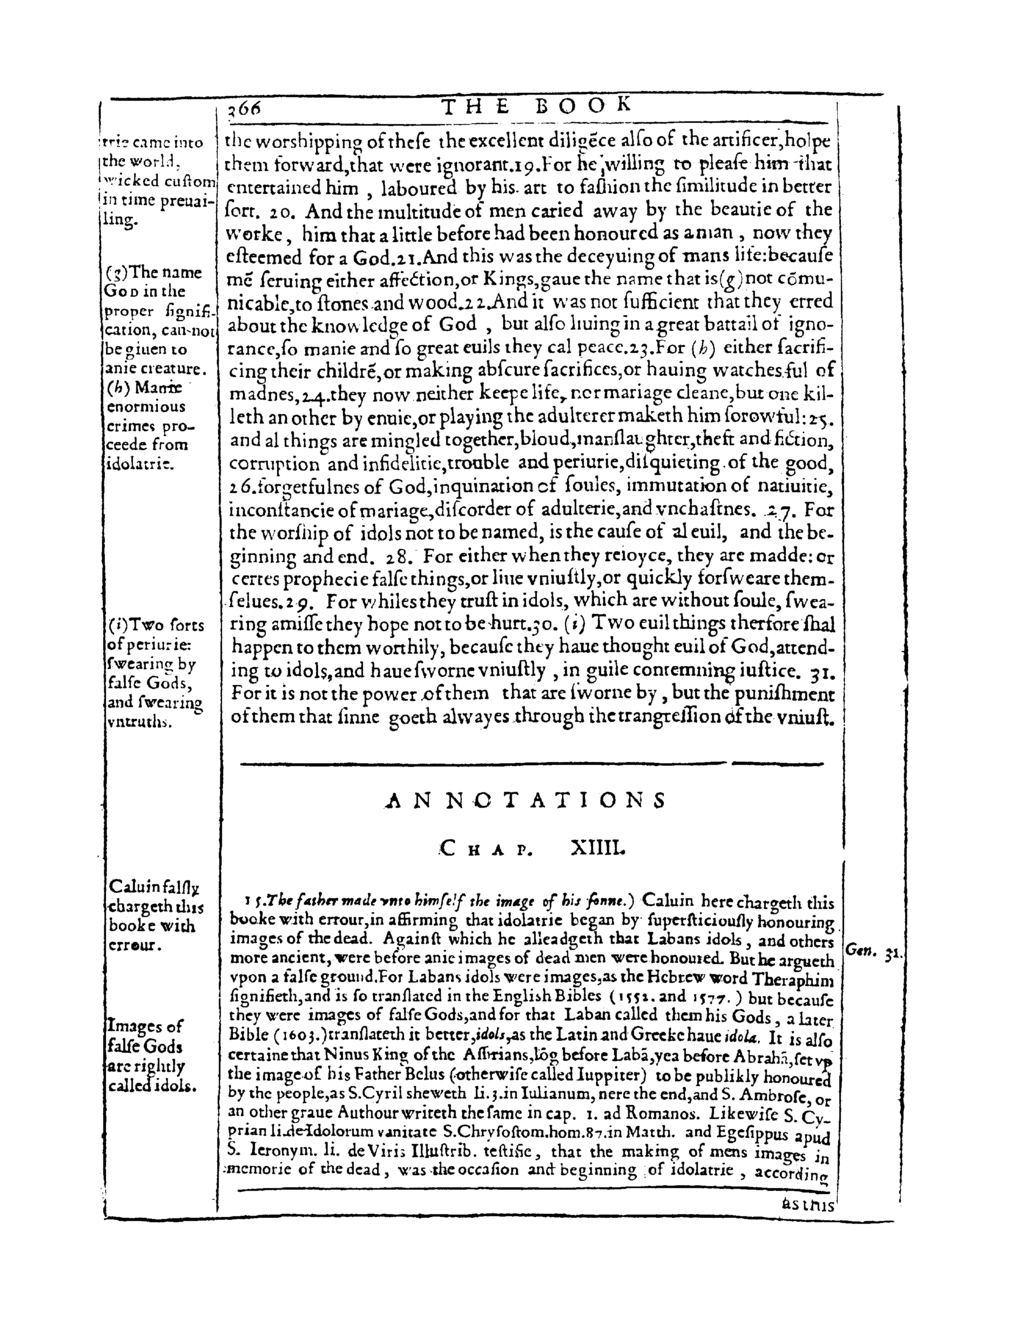 366 THE BOOK
trie came into
the world,
wicked cuſtom
in time preuai-
ling.
(g)The name
GOD in the
proper ſignifi-
cation, can-not
be giuen to
anie creature.
(h) Manie
enormious
crimes pro-
ceede from
idolatrie.
(i)Two ſorts
of periurie:
ſwearing by
falſe Gods,
and ſwearing
vntruths.
the worshipping of theſe the excellent diligēce alſo of the artificer, holpe
them forward,that were ignorant.19.For he willing to pleaſe him that
entertained him , laboured by his art to faſhion the ſimilitude in better
ſort. 20. And the multitude of men caried away by the beautie of the
worke, him that a little before had been honoured as a man , now they
eſteemed for a God.21.And this was the deceyuing of mans life:becauſe
mē ſeruing either affection,or Kings,gaue the name that is(g)not cōmu-
nicable,to ſtones and wood.22.And it was not ſufficient that they erred
about the knowledge of God , but alſo liuing in a great battail of igno-
rance,ſo manie and ſo great euils they cal peace.23.For (h) either ſacrifi-
cing their childrē,or making abſcure ſacrifices,or hauing watches ful of
madnes,24.they now neither keepe life, nor mariage cleane,but one kil-
leth an other by enuie,or playing the adulterer maketh him ſorowful:25.
and al things are mingled together,bloud,manſlaughter,theft and fiction,
corruption and infidelitie,trouble and periurie,diſquieting of the good,
26.forgetfulnes of God,inquination of ſoules, immutation of natiuitie,
inconſtancie of mariage,diſcorder of adulterie,and vnchaſtnes. 27. For
the worſhip of idols not to be named, is the cauſe of al euil, and the be-
ginning and end. 28. For either when they reioyce, they are madde: or
certes prophecie falſe things,or liue vniuſtly,or quickly forſweare them-
ſelues.29. For whiles they truſt in idols, which are without ſoule, ſwea-
ring amiſſe they hope not to be hurt.30. (i) Two euil things therfore ſhal
happen to them worthily, becauſe they haue thought euil of God,attend-
ing to idols,and haue ſworne vniuſtly , in guile contemning iuſtice. 31.
For it is not the power of them that are ſworne by , but the puniſhment
of them that ſinne goeth alwayes through the trangreſſion of the vniuſt.
ANNOTATIONS
CHAP. XIIII.
Caluin falſly
chargeth this
booke with
errour.
Images of
falſe Gods
are rightly
called idols.
15.The father made vnto himſelf the image of his ſonne.) Caluin here chargeth this
booke with errour,in affirming that idolatrie began by ſuperſticiouſly honouring
images of the dead. Againſt which he alleadgeth that Labans idols , and others
more ancient, were before anie images of dead men were honoured. But he argueth
vpon a falſe ground.For Labans idols were images,as the Hebrew word Theraphim
ſignifieth,and is ſo tranſlated in the Engliſh Bibles (1552. and 1577. ) but becauſe
they were images of falſe Gods,and for that Laban called them his Gods , a later
Bible (1603.)tranſlateth it better,idols,as the Latin and Greeke haue idola. It is alſo
certaine that Ninus King of the Aſſirians,lōg before Labā,yea before Abrahā,ſet vp
the image of his Father Belus (otherwiſe called Iuppiter) to be publikly honoured
by the people,as S.Cyril sheweth li.3.in Iulianum, nere the end,and S. Ambroſe, or
an other graue Authour writeth the ſame in cap. 1. ad Romanos. Likewiſe S. Cy-
prian li.de Idolorum vanitate S.Chryſoſtom.hom.87.in Matth. and Egeſippus apud
S. Ieronym. li. de Viris Illuſtrib. teſtifie, that the making of mens images in
memorie of the dead , was the occaſion and beginning of idolatrie , according
as this
Gen. 31.